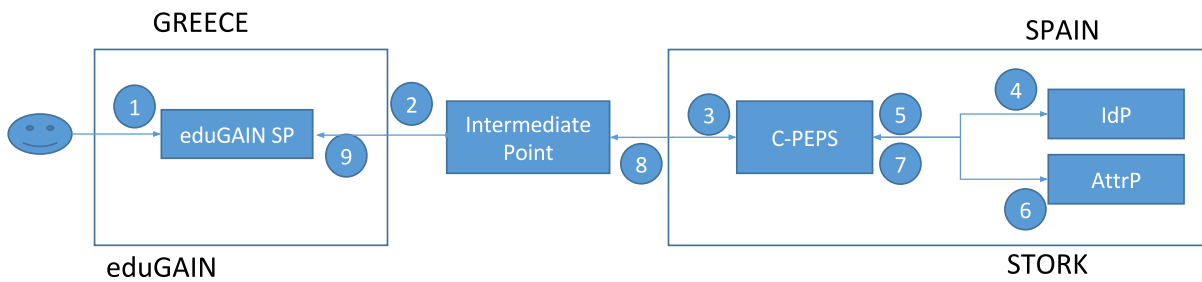 GREECE
SPAIN
1
eduGAIN SP
2
9
Intermediate
Point
8
3
C-PEPS
5
7
4
IdP
AttrP
6
eduGAIN
STORK